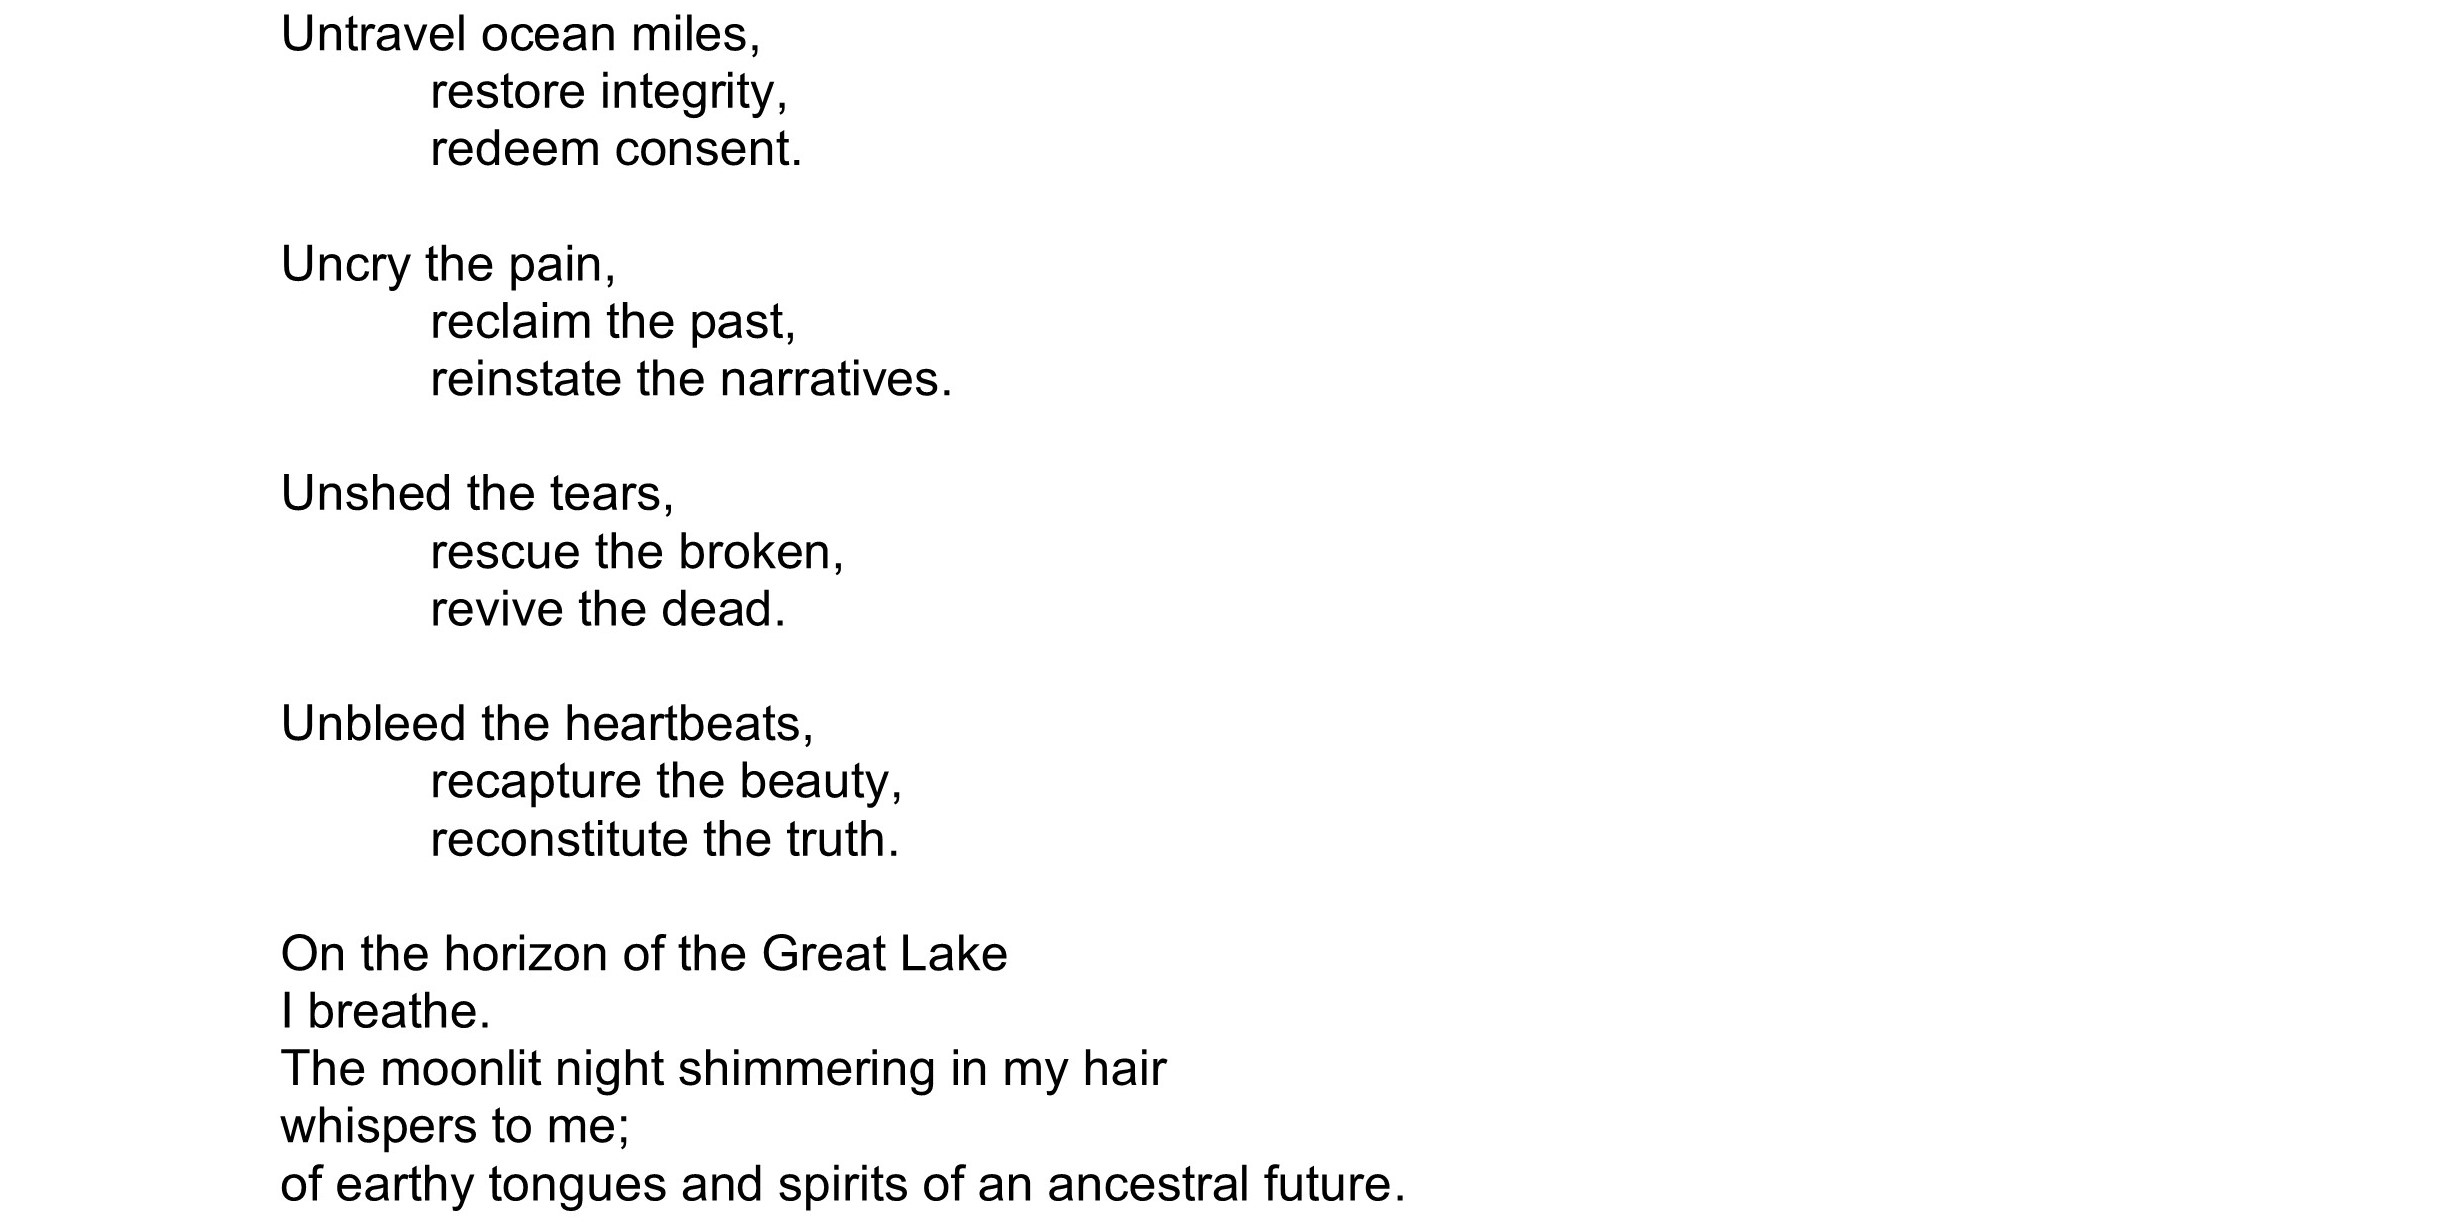 Untravel ocean miles,
restore integrity,
redeem consent.
Uncry the pain,
reclaim the past,
reinstate the narratives.
Unshed the tears,
rescue the broken,
revive the dead.
Unbleed the heartbeats,
recapture the beauty,
reconstitute the truth.
On the horizon of the Great Lake
I breathe.
The moonlit night shimmering in my hair
whispers to me;
of earthy tongues and spirits of an ancestral future.